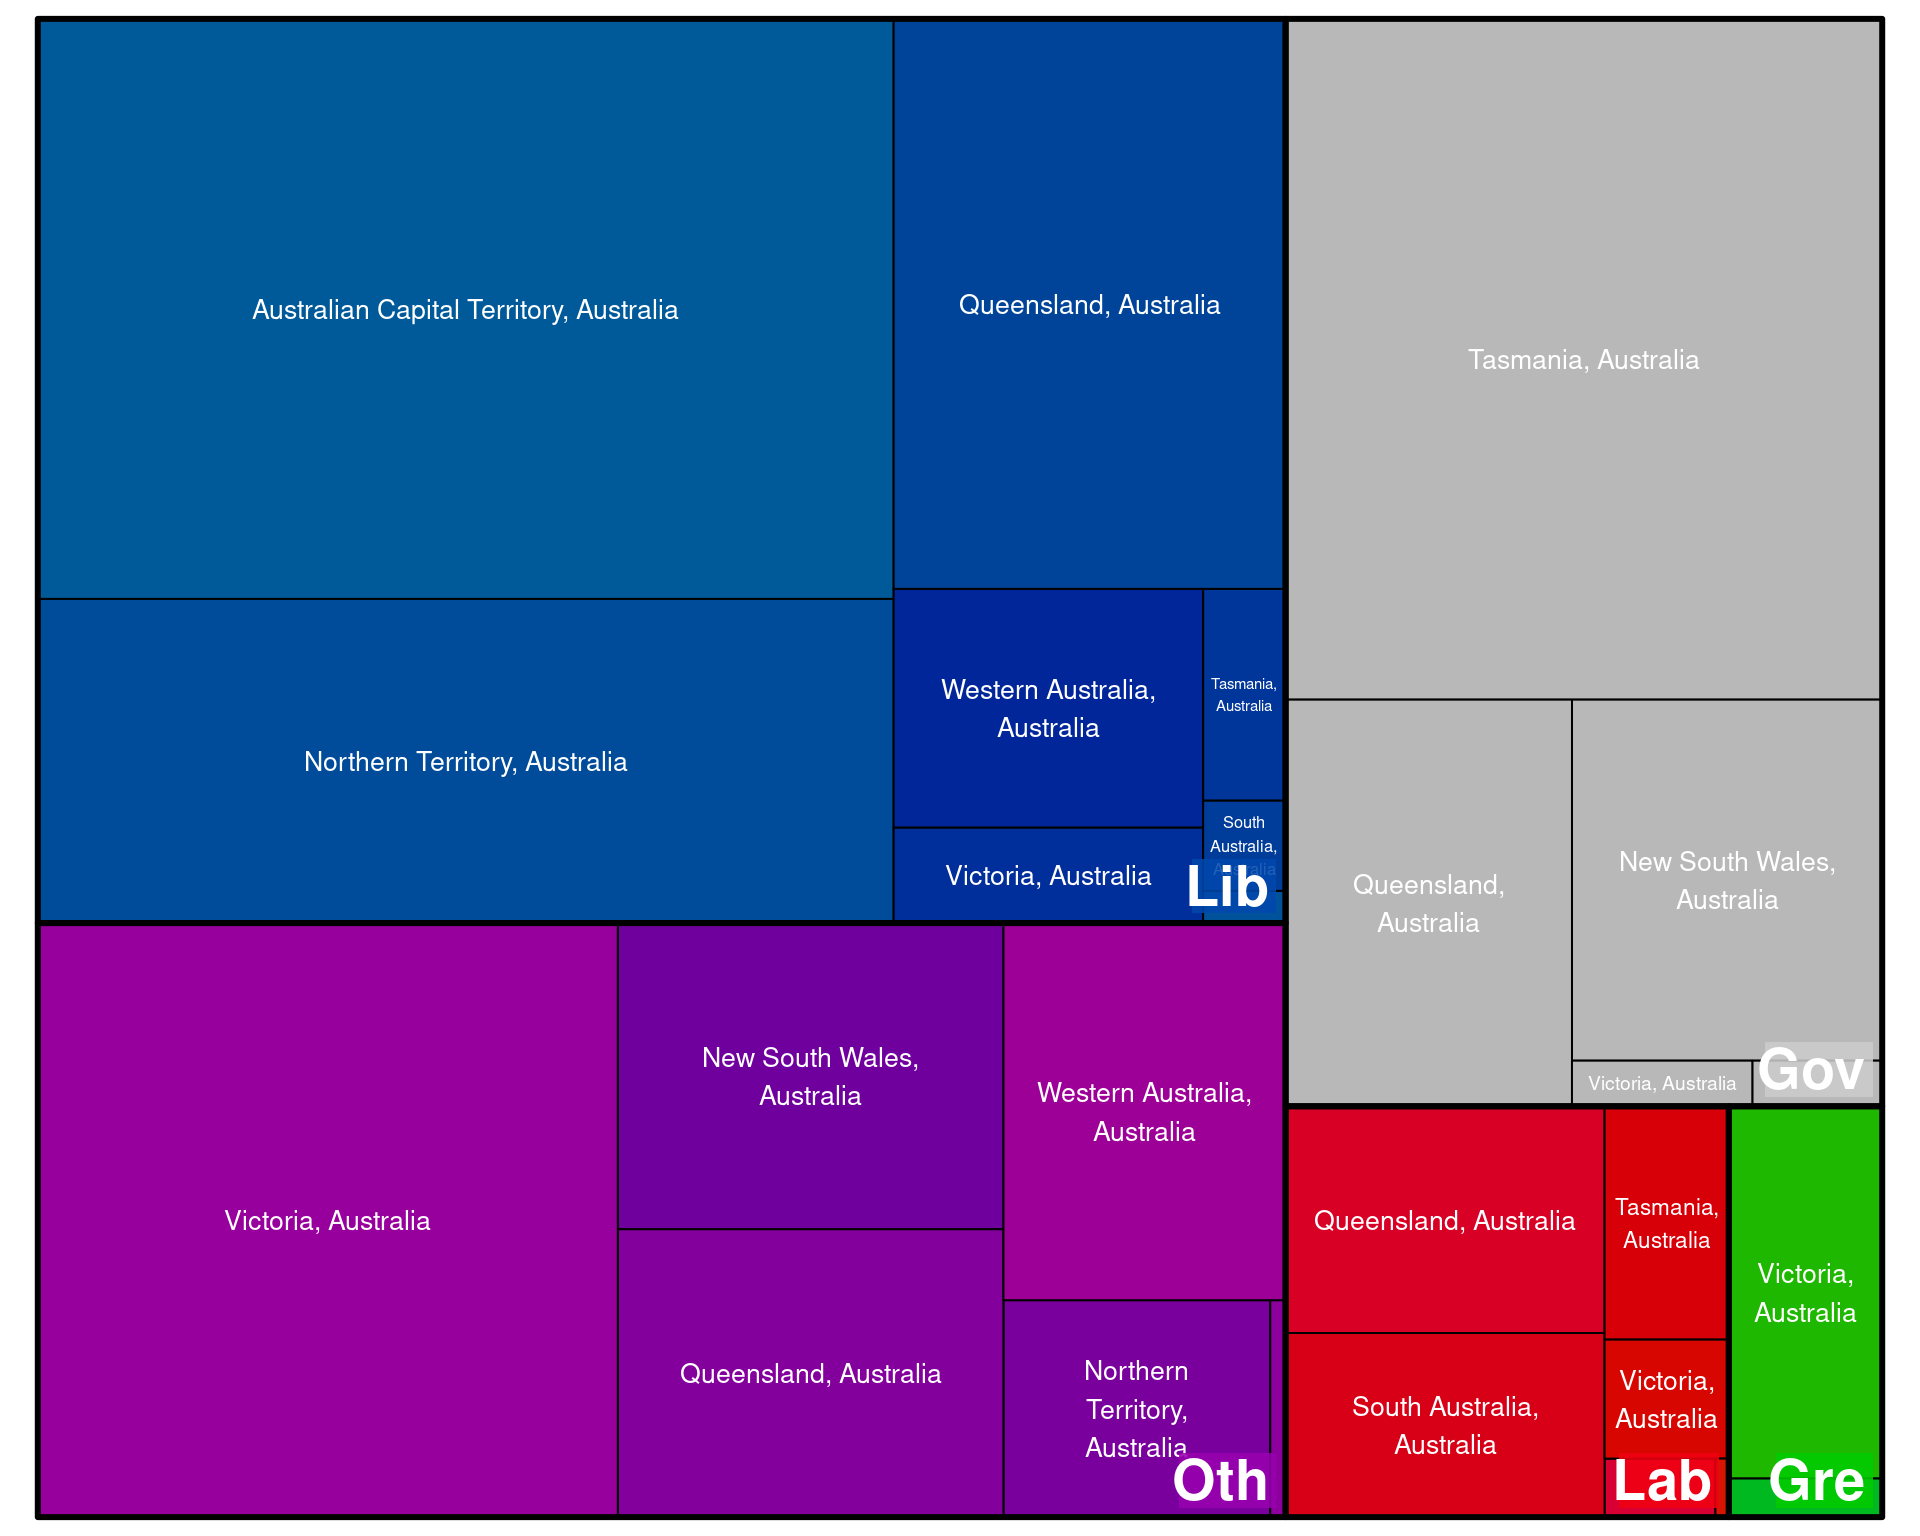 Australian Capital Territory, Australia
Queensland, Australia
Tasmania, Australia
Northern Territory, Australia
Western Australia,
Australia
Tasmania,
Australia
South
Australia,
Australia
Victoria, Australia
Lib
Queensland,
Australia
New South Wales,
Australia
Victoria, Australia
Gov
Victoria, Australia
New South Wales,
Australia
Queensland, Australia
Western Australia,
Australia
Northern
Territory,
Australia
Oth
Queensland, Australia
South Australia,
Australia
Tasmania,
Australia
Victoria,
Australia
Lab
Victoria,
Australia
Gre